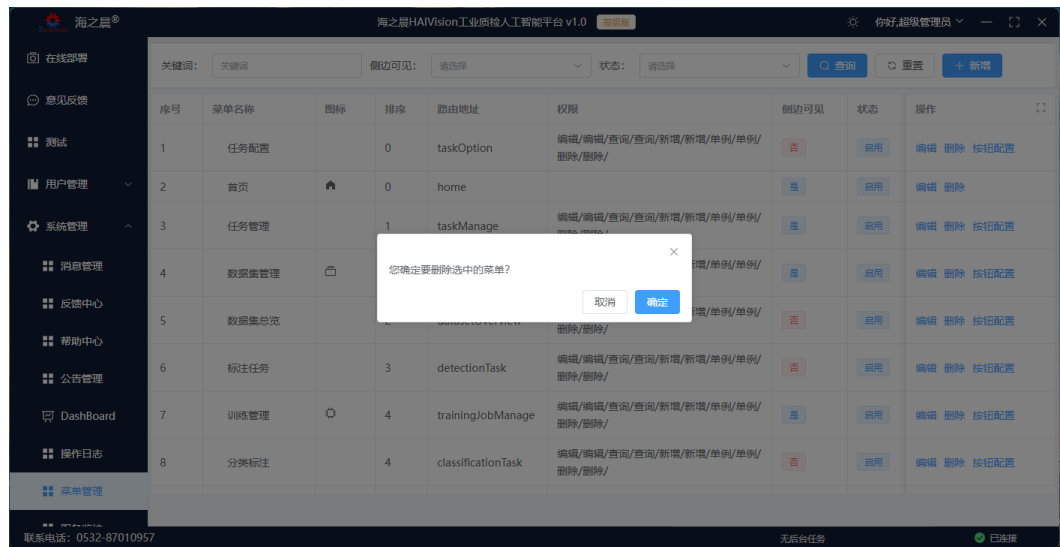 海之晨® 海之晨HAIVision工业质检人工智能平台 v1.0 高级版 你好,超级管理员
在线部署
意见反馈
测试
用户管理
系统管理
消息管理
反馈中心
帮助中心
公告管理
DashBoard
操作日志
菜单管理
关键词: 关键词 侧边可见: 请选择 状态: 请选择 查询 重置 新增
序号 菜单名称 图标 排序 路由地址 权限 侧边可见 状态 操作
1 任务配置 0 taskOption 编辑/编辑/查询/查询/新增/新增/单例/单例/
删除/删除/ 否 启用 编辑 删除 按钮配置
2 首页 0 home 是 启用 编辑 删除
3 任务管理 1 taskManage 编辑/编辑/查询/查询/新增/新增/单例/单例/
是 启用 编辑 删除 按钮配置
您确定要删除选中的菜单?
取消 确定
4 数据集管理 增/单例/单例/ 是 启用 编辑 删除 按钮配置
5 数据集总览 增/单例/单例/
删除/删除/ 否 启用 编辑 删除 按钮配置
6 标注任务 3 detectionTask 编辑/编辑/查询/查询/新增/新增/单例/单例/
删除/删除/ 否 启用 编辑 删除 按钮配置
7 训练管理 4 trainingJobManage 编辑/编辑/查询/查询/新增/新增/单例/单例/
删除/删除/ 是 启用 编辑 删除 按钮配置
8 分类标注 4 classificationTask 编辑/编辑/查询/查询/新增/新增/单例/单例/
删除/删除/ 否 启用 编辑 删除 按钮配置
联系电话: 0532-87010957 无后台任务 已连接